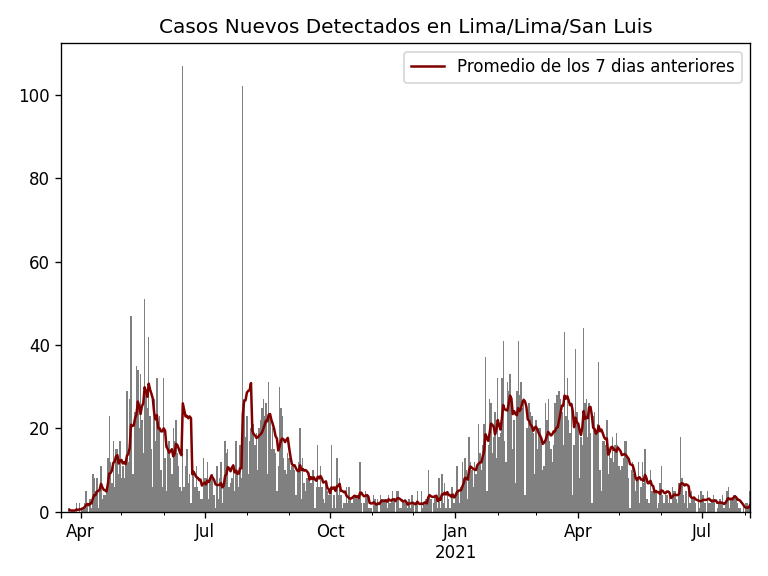 Casos Nuevos Detectados en Lima/Lima/San Luis
Promedio de los 7 dias anteriores
100
80
60
40
20
0
Apr Jul Oct Jan Apr Jul
2021